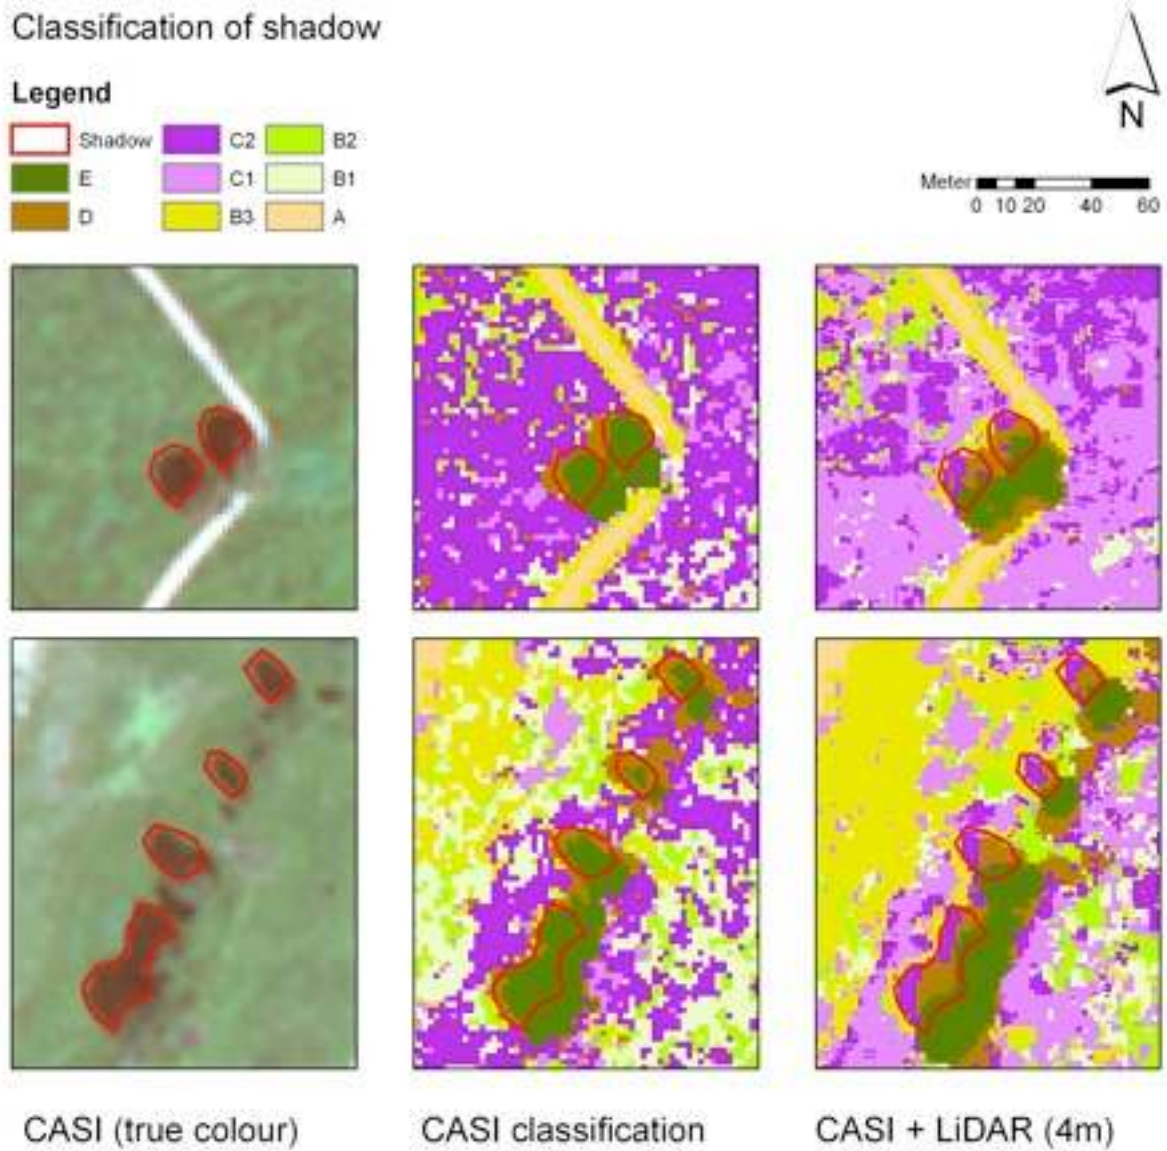 Classification of shadow
N
Legend
Shadow C2 B2
E C1 B1
D B3 A
Meter
0 10 20 40 60
CASI (true colour) CASI classification CASI + LiDAR (4m)